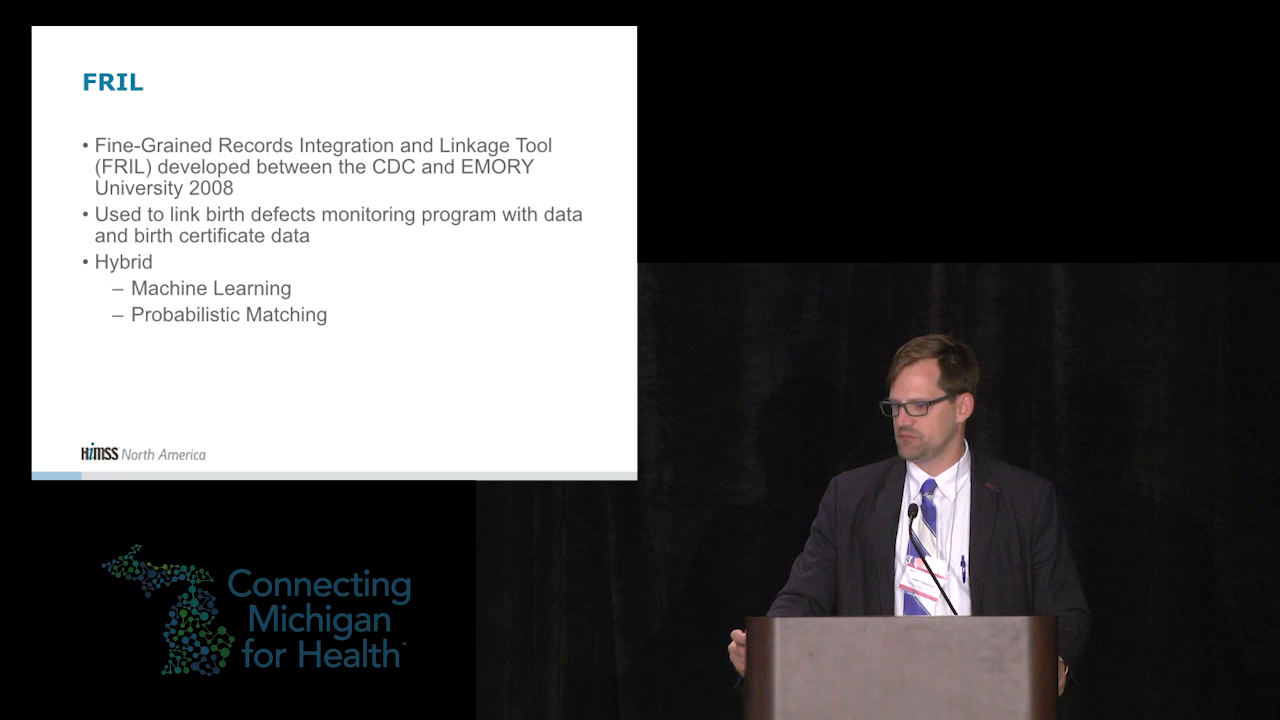 FRIL
• Fine-Grained Records Integration and Linkage Tool
(FRIL) developed between the CDC and EMORY
University 2008
• Used to link birth defects monitoring program with data
and birth certificate data
• Hybrid
– Machine Learning
– Probabilistic Matching
HiMSS North America
Connecting
Michigan
for Health™